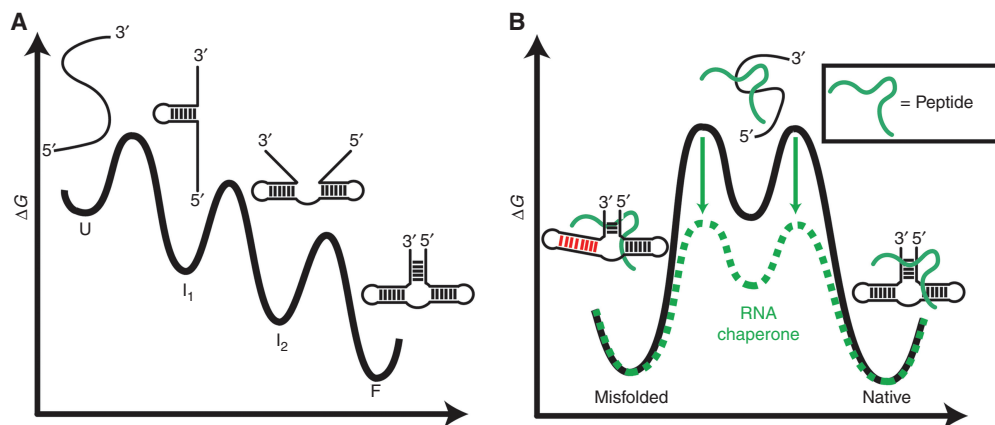 A
ΔG
3′
5′
U
3′
5′
I1
3′ 5′
I2
3′ 5′
F
B
ΔG
3′
5′
= Peptide
3′ 5′
3′ 5′
RNA
chaperone
Misfolded
Native